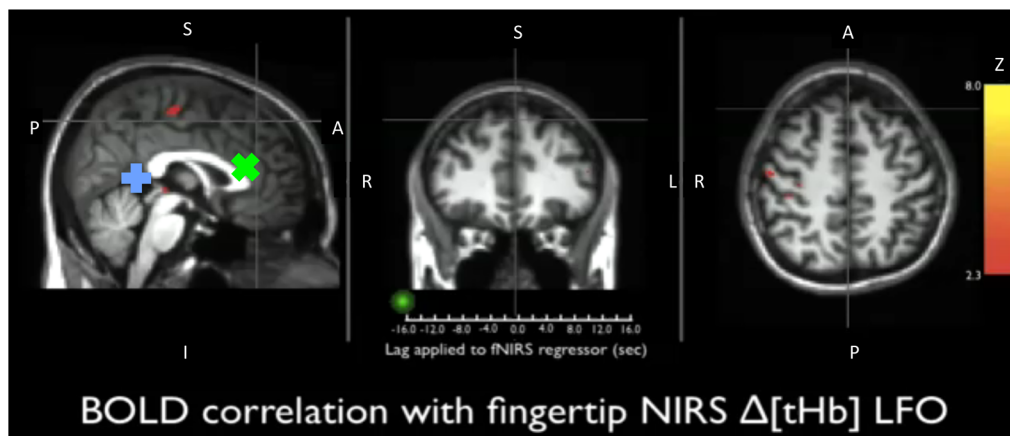 S
S
A
Z
8.0
P
A
R
L
R
2.3
-16.0 -12.0 -8.0 -4.0 0.0 4.0 8.0 12.0 16.0
Lag applied to fNIRS regressor (sec)
I
P
BOLD correlation with fingertip NIRS Δ[tHb] LFO